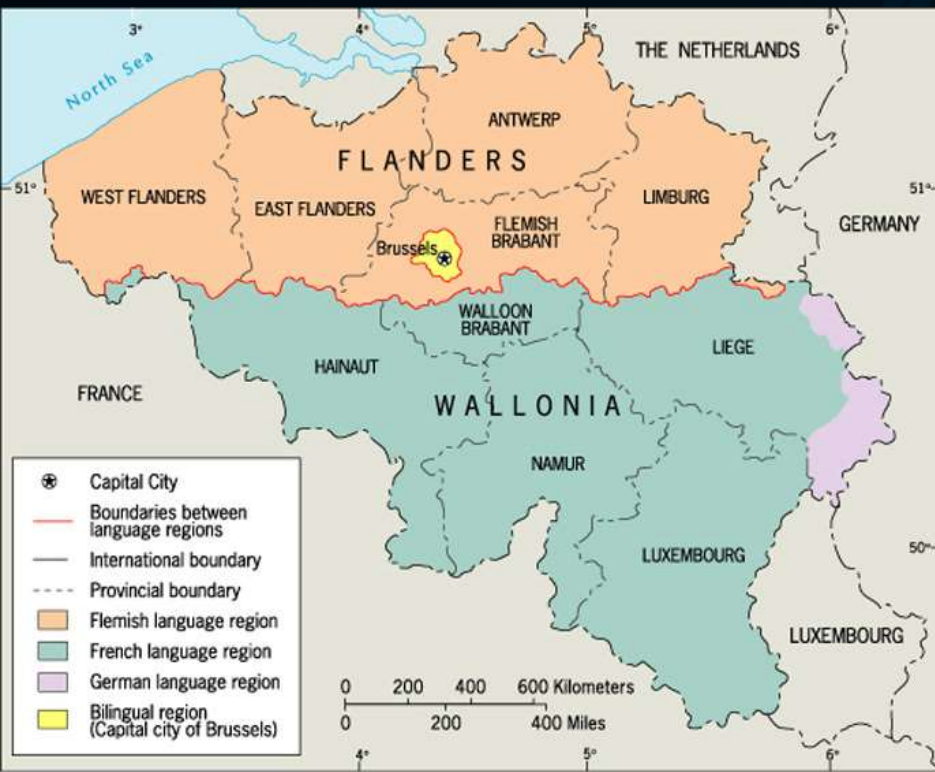 3°
4°
5°
6°
THE NETHERLANDS
North Sea
ANTWERP
FLANDERS
51°
51°
WEST FLANDERS
EAST FLANDERS
LIMBURG
FLEMISH
BRABANT
GERMANY
Brussels
WALLOON
BRABANT
LIEGE
HAINAUT
FRANCE
WALLONIA
NAMUR
Capital City
Boundaries between
language regions
International boundary
Provincial boundary
Flemish language region
French language region
German language region
Bilingual region
(Capital city of Brussels)
50°
LUXEMBOURG
LUXEMBOURG
0 200 400 600 Kilometers
0 200 400 Miles
4°
5°
6°